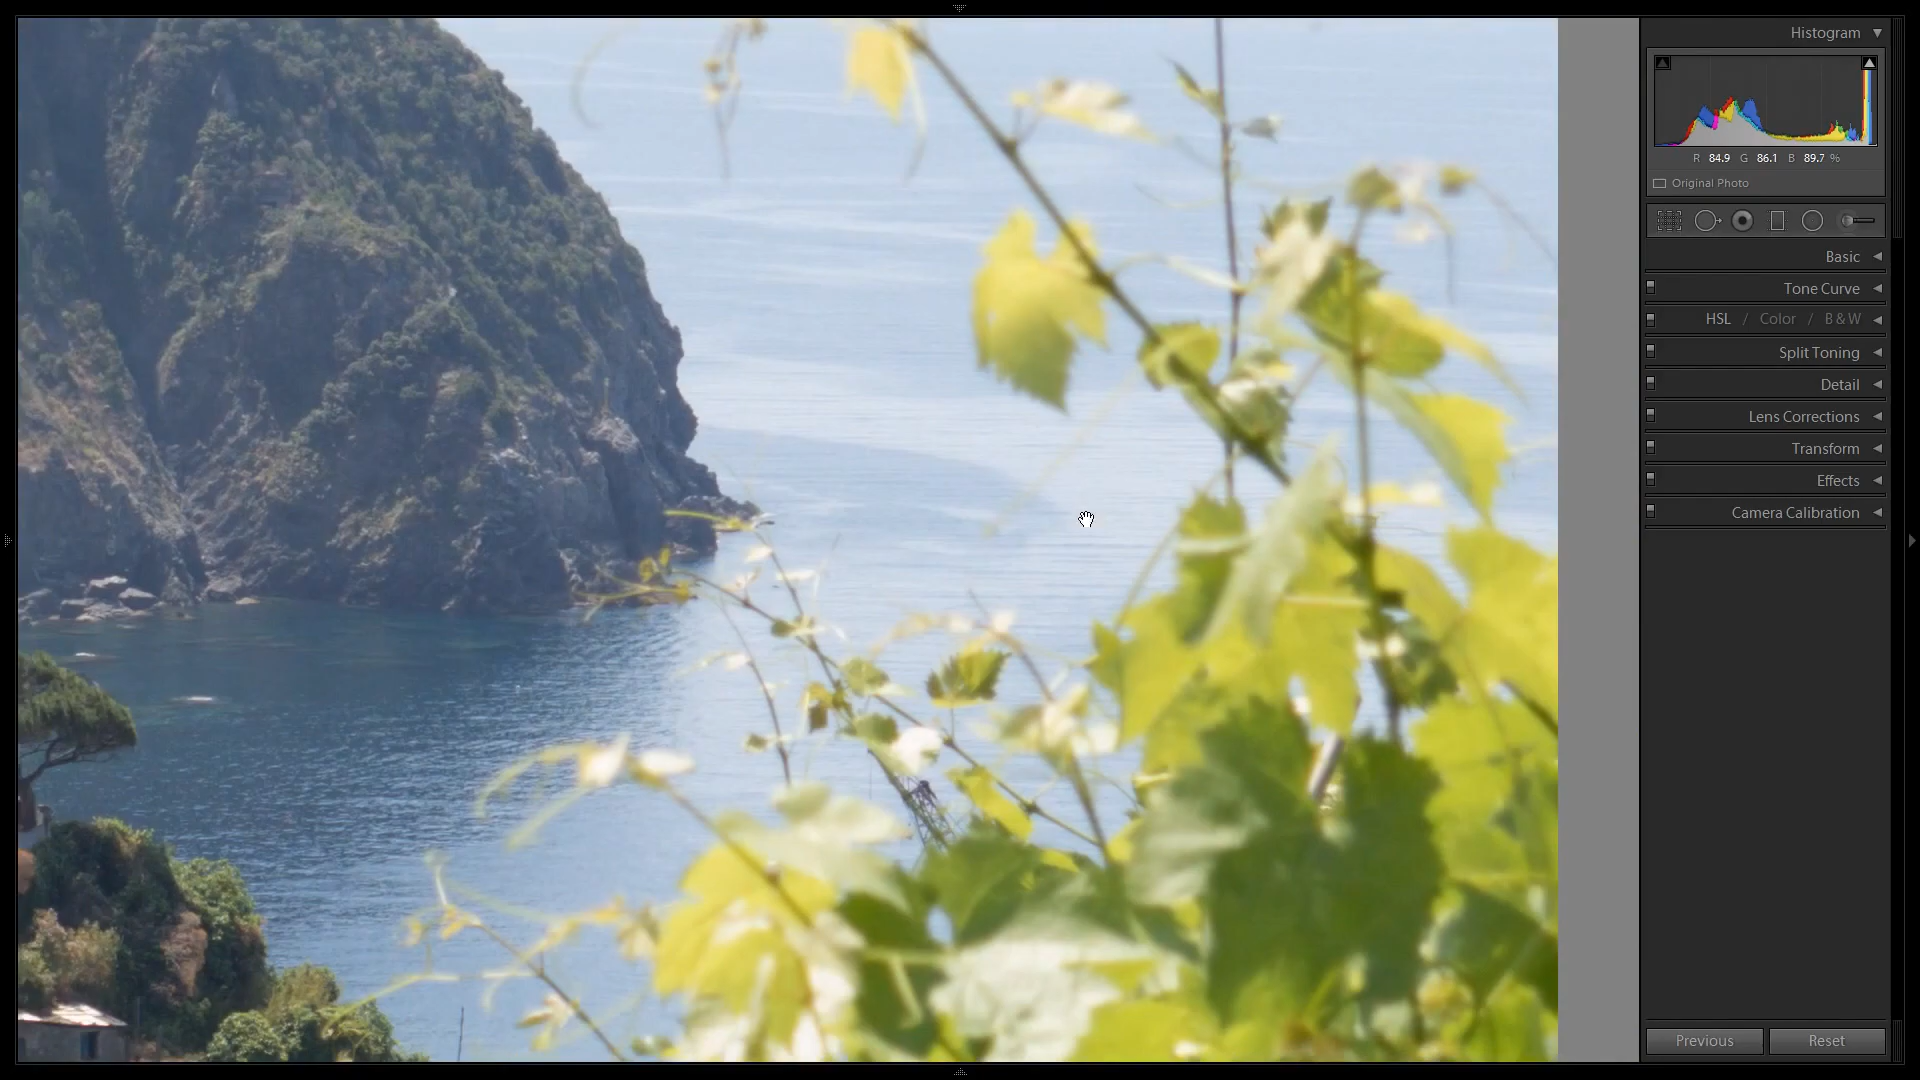 Histogram
R 84.9 G 86.1 B 89.7 %
Original Photo
Basic
Tone Curve
HSL / Color / B & W
Split Toning
Detail
Lens Corrections
Transform
Effects
Camera Calibration
Previous Reset